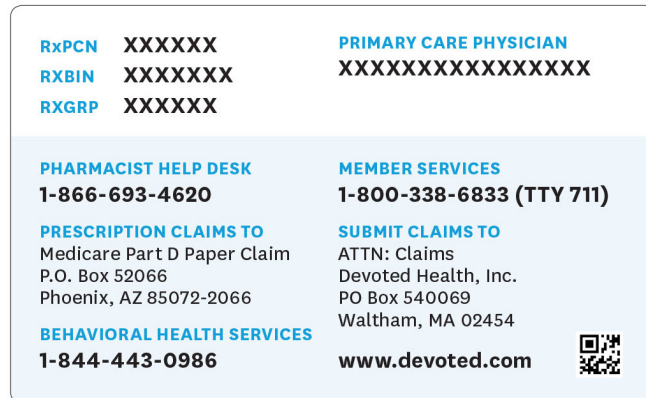 RxPCN XXXXXX
RXBIN XXXXXXX
RXGRP XXXXXX
PRIMARY CARE PHYSICIAN
XXXXXXXXXXXXXXXX
PHARMACIST HELP DESK
1-866-693-4620
PRESCRIPTION CLAIMS TO
Medicare Part D Paper Claim
P.O. Box 52066
Phoenix, AZ 85072-2066
BEHAVIORAL HEALTH SERVICES
1-844-443-0986
MEMBER SERVICES
1-800-338-6833 (TTY 711)
SUBMIT CLAIMS TO
ATTN: Claims
Devoted Health, Inc.
PO Box 540069
Waltham, MA 02454
www.devoted.com